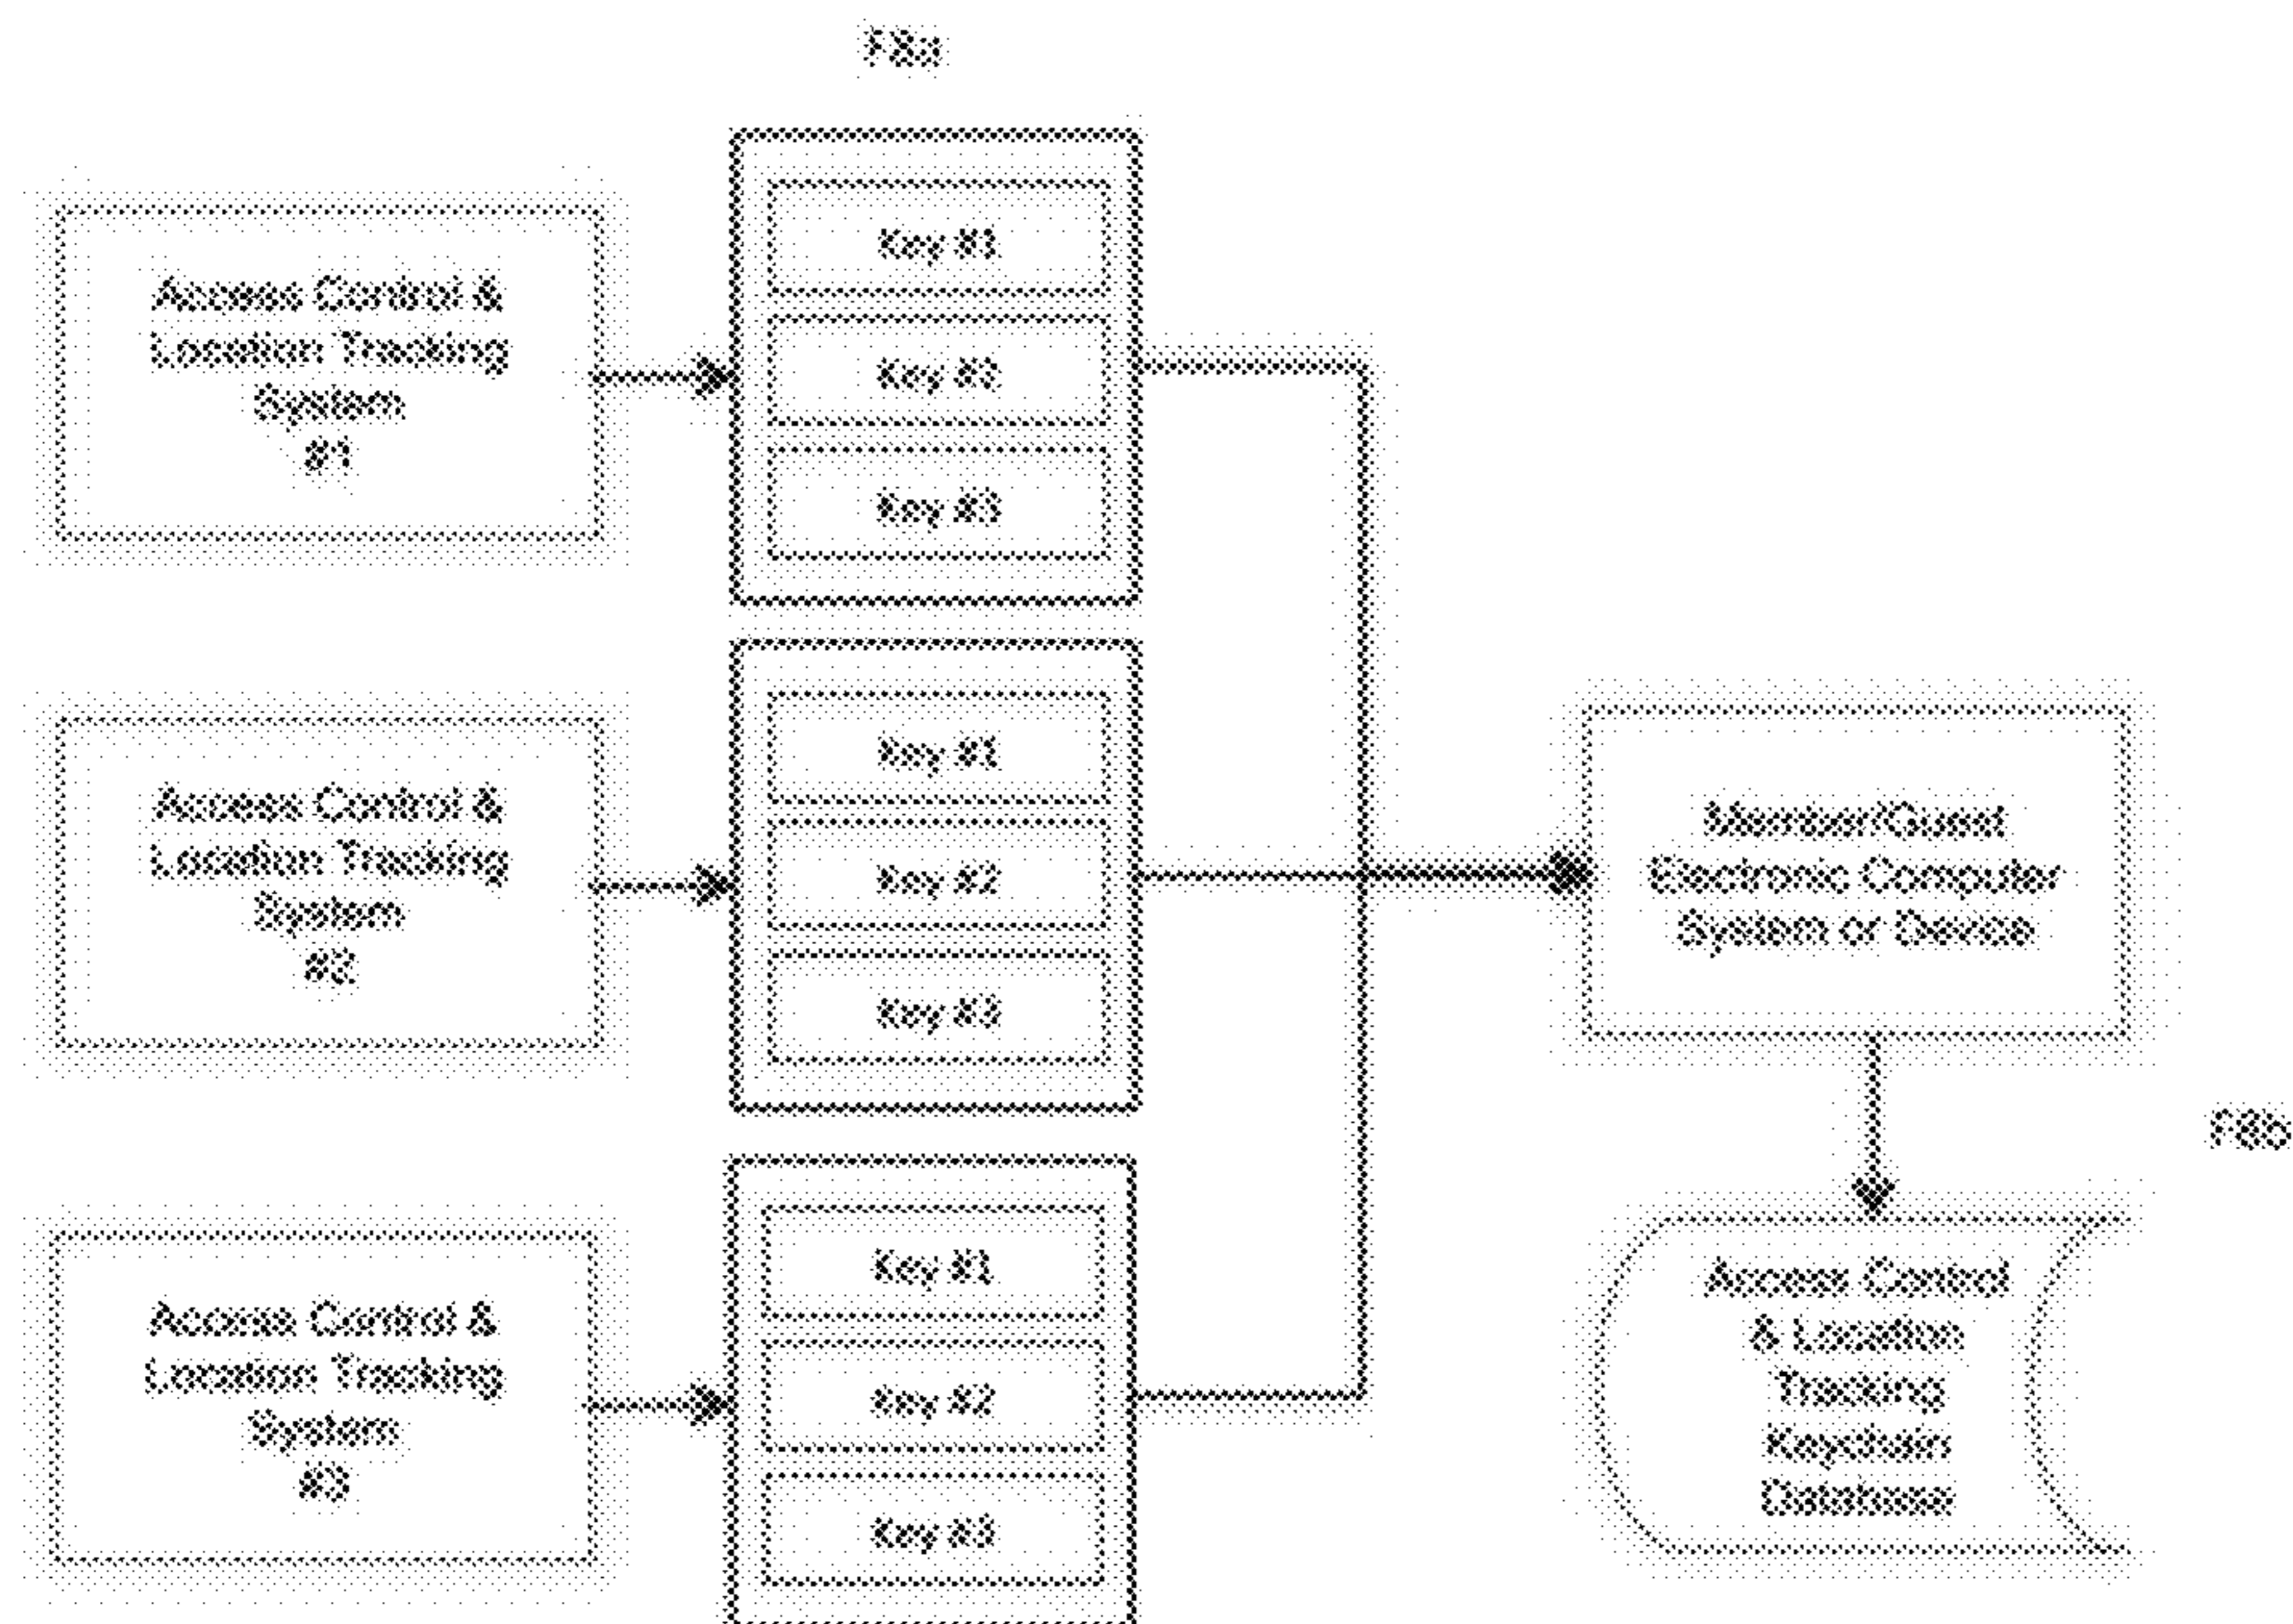 F8a
Access Control &
Location Tracking
System
#1
Key #1
Key #2
Key #3
Access Control &
Location Tracking
System
#2
Key #1
Key #2
Key #3
Member/Guest
Electronic Computer
System or Device
F8b
Access Control &
Location Tracking
System
#3
Key #1
Key #2
Key #3
Access Control
& Location
Tracking
Keychain
Database